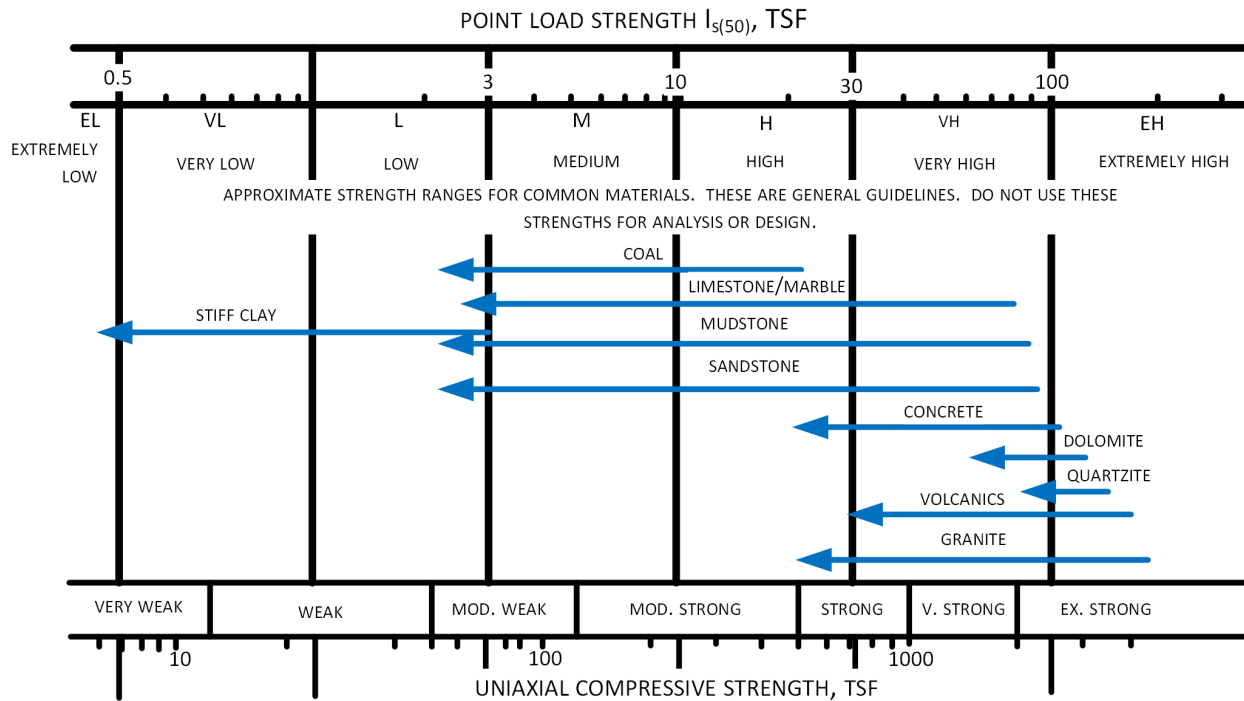 POINT LOAD STRENGTH Is(50), TSF
0.5 3 10 30 100
EL VL L M H VH EH
EXTREMELY LOW VERY LOW LOW MEDIUM HIGH VERY HIGH EXTREMELY HIGH
APPROXIMATE STRENGTH RANGES FOR COMMON MATERIALS. THESE ARE GENERAL GUIDELINES. DO NOT USE THESE
STRENGTHS FOR ANALYSIS OR DESIGN.
COAL
LIMESTONE/MARBLE
STIFF CLAY
MUDSTONE
SANDSTONE
CONCRETE
DOLOMITE
QUARTZITE
VOLCANICS
GRANITE
VERY WEAK WEAK MOD. WEAK MOD. STRONG STRONG V. STRONG EX. STRONG
10 100 1000
UNIAXIAL COMPRESSIVE STRENGTH, TSF